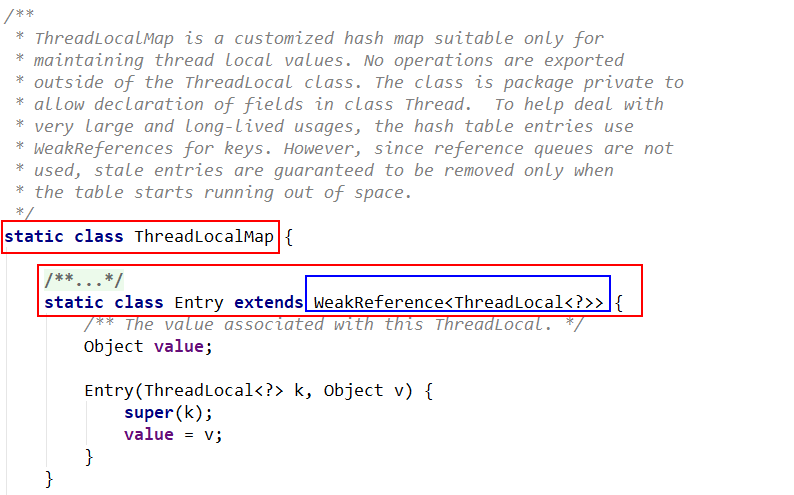 /**
 * ThreadLocalMap is a customized hash map suitable only for
 * maintaining thread local values. No operations are exported
 * outside of the ThreadLocal class. The class is package private to
 * allow declaration of fields in class Thread.  To help deal with
 * very large and long-lived usages, the hash table entries use
 * WeakReferences for keys. However, since reference queues are not
 * used, stale entries are guaranteed to be removed only when
 * the table starts running out of space.
 */
static class ThreadLocalMap {
    /**...*/
    static class Entry extends WeakReference<ThreadLocal<?>> {
        /** The value associated with this ThreadLocal. */
        Object value;
        Entry(ThreadLocal<?> k, Object v) {
            super(k);
            value = v;
        }
    }